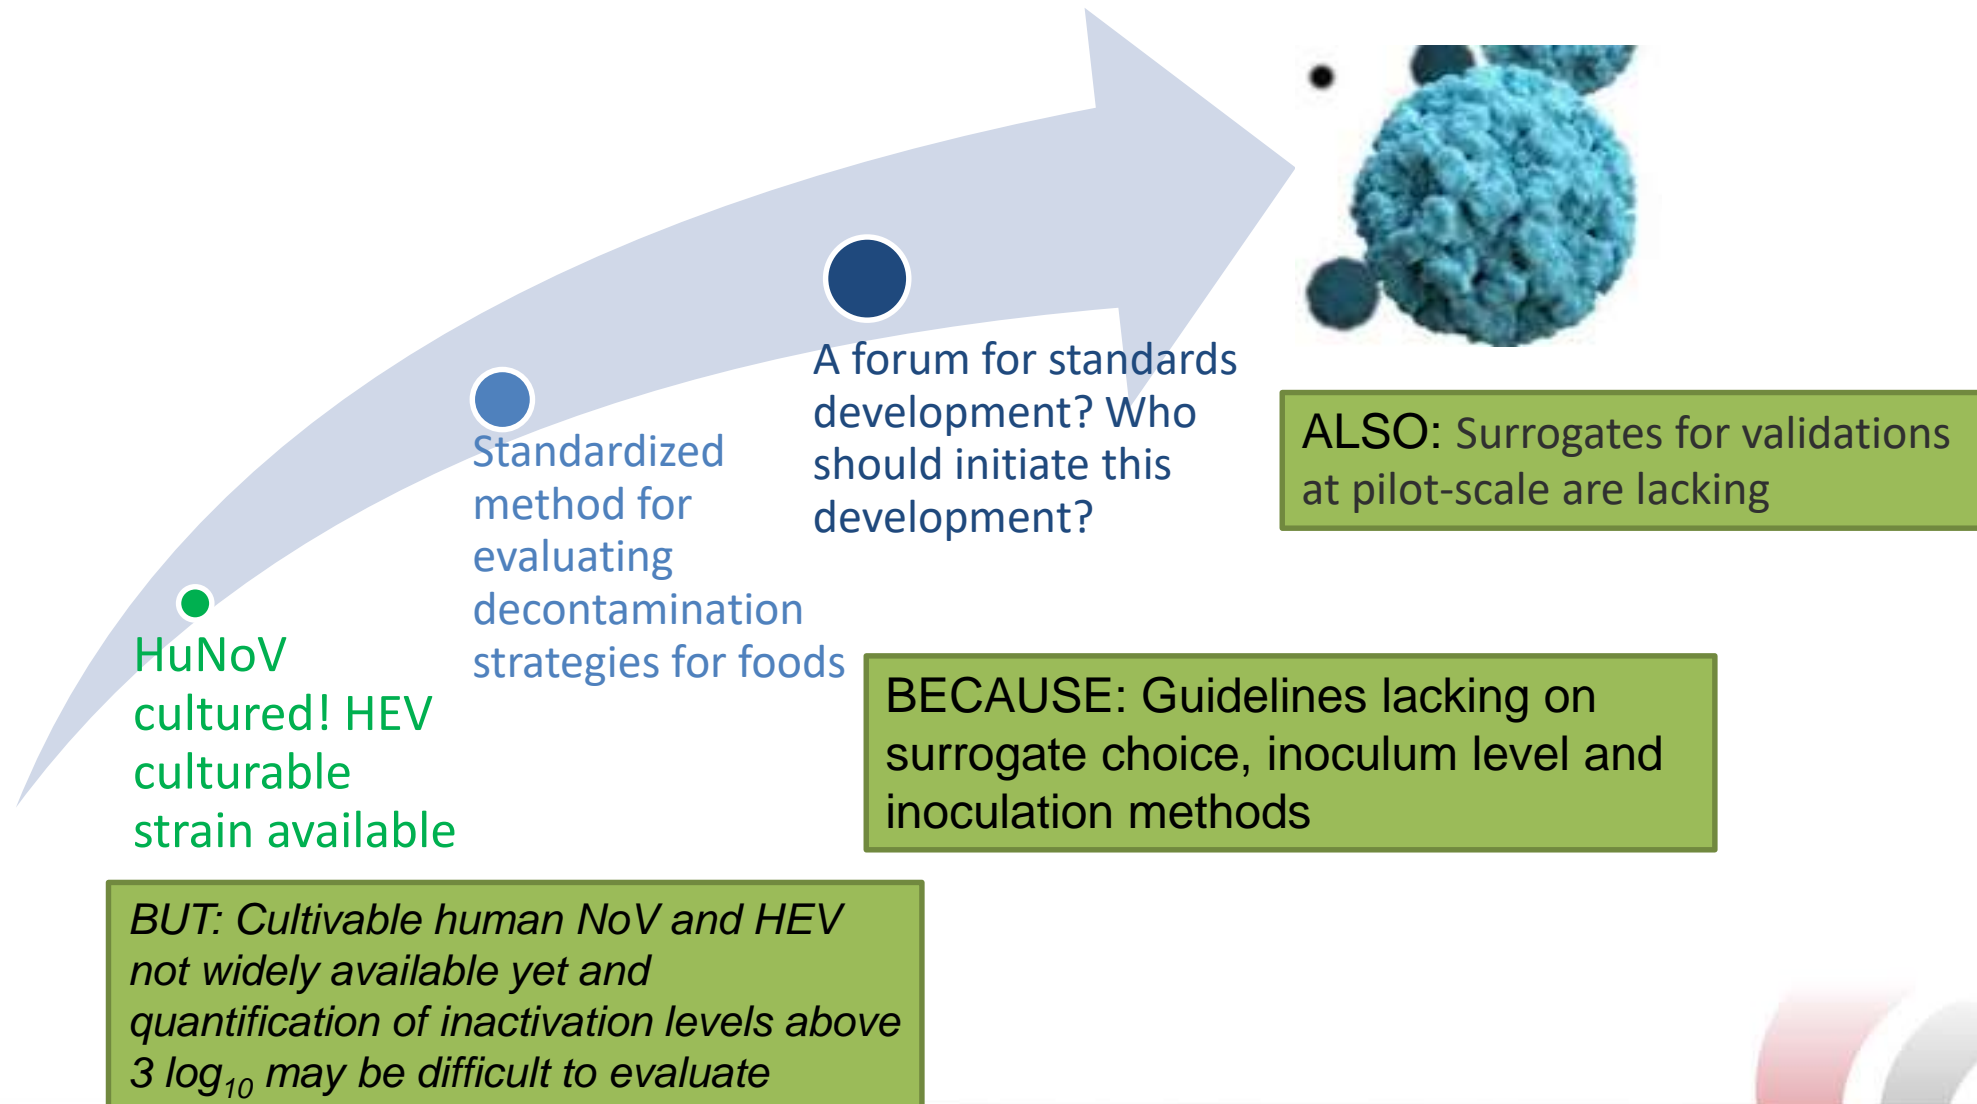 HuNoV
cultured! HEV
culturable
strain available
BUT: Cultivable human NoV and HEV
not widely available yet and
quantification of inactivation levels above
3 log₁₀ may be difficult to evaluate
Standardized
method for
evaluating
decontamination
strategies for foods
BECAUSE: Guidelines lacking on
surrogate choice, inoculum level and
inoculation methods
A forum for standards
development? Who
should initiate this
development?
ALSO: Surrogates for validations
at pilot-scale are lacking